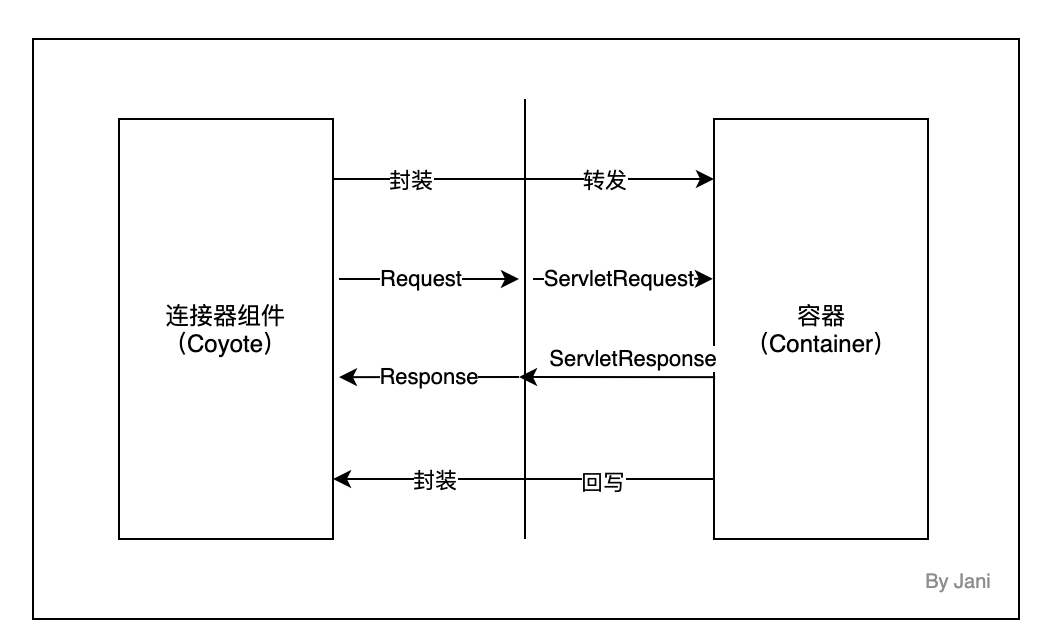 封装
转发
Request
ServletRequest
连接器组件
（Coyote）
容器
（Container）
ServletResponse
Response
封装
回写
By Jani